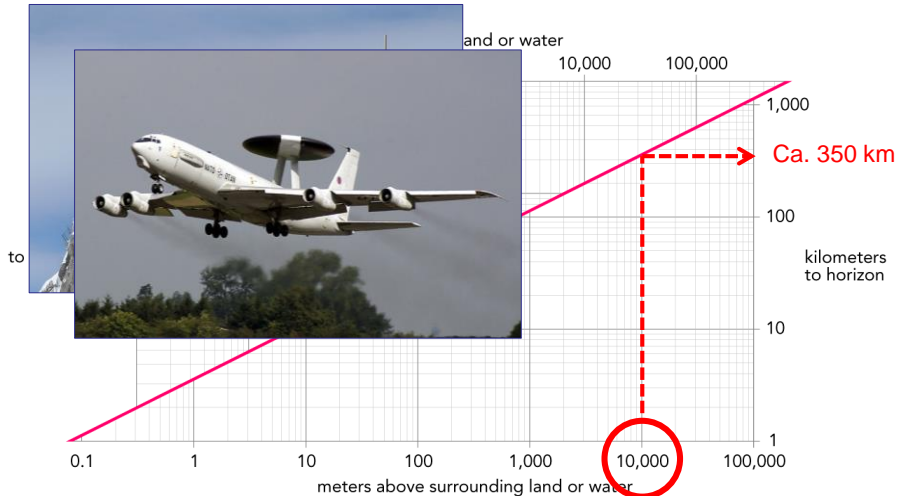 and or water
10,000 100,000
1,000
Ca. 350 km
100
to
kilometers
to horizon
10
1
0.1 1 10 100 1,000 10,000 100,000
meters above surrounding land or water